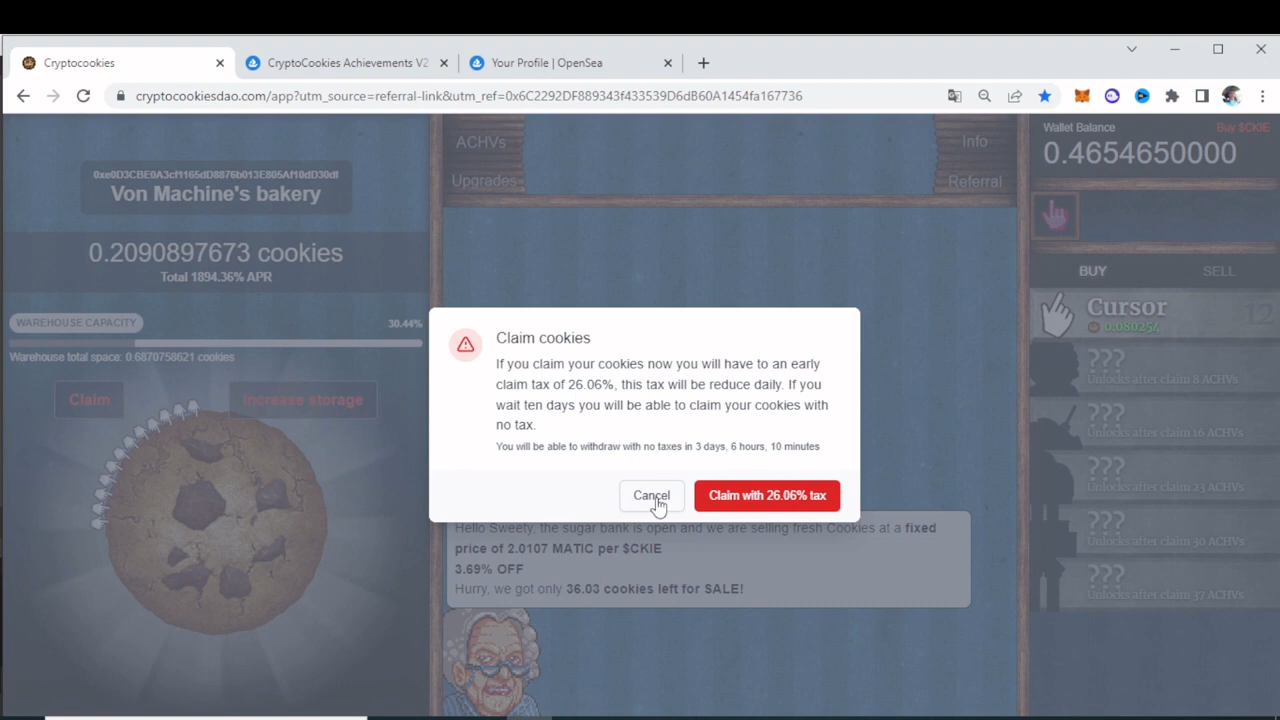 Cryptocookies
CryptoCookies Achievements V2
Your Profile | OpenSea
cryptocookiesdao.com/app?utm_source=referral-link&utm_ref=0x6C2292DF889343f433539D6dB60A1454fa167736
0xe0D3CBE0A3cf1165dD8876b013E805Af10dD30df
Von Machine's bakery
0.2090897673 cookies
Total 1894.36% APR
WAREHOUSE CAPACITY
30.44%
Warehouse total space: 0.6870758621 cookies
Claim
Increase storage
ACHVs
Upgrades
Info
Referral
Claim cookies
If you claim your cookies now you will have to an early
claim tax of 26.06%, this tax will be reduce daily. If you
wait ten days you will be able to claim your cookies with
no tax.
You will be able to withdraw with no taxes in 3 days, 6 hours, 10 minutes
Cancel
Claim with 26.06% tax
Hello Sweety, the sugar bank is open and we are selling fresh Cookies at a fixed
price of 2.0107 MATIC per $CKIE
3.69% OFF
Hurry, we got only 36.03 cookies left for SALE!
Wallet Balance
Buy $CKIE
0.4654650000
BUY
SELL
Cursor
12
0.080254
???
Unlocks after claim 8 ACHVs
???
Unlocks after claim 16 ACHVs
???
Unlocks after claim 23 ACHVs
???
Unlocks after claim 30 ACHVs
???
Unlocks after claim 37 ACHVs